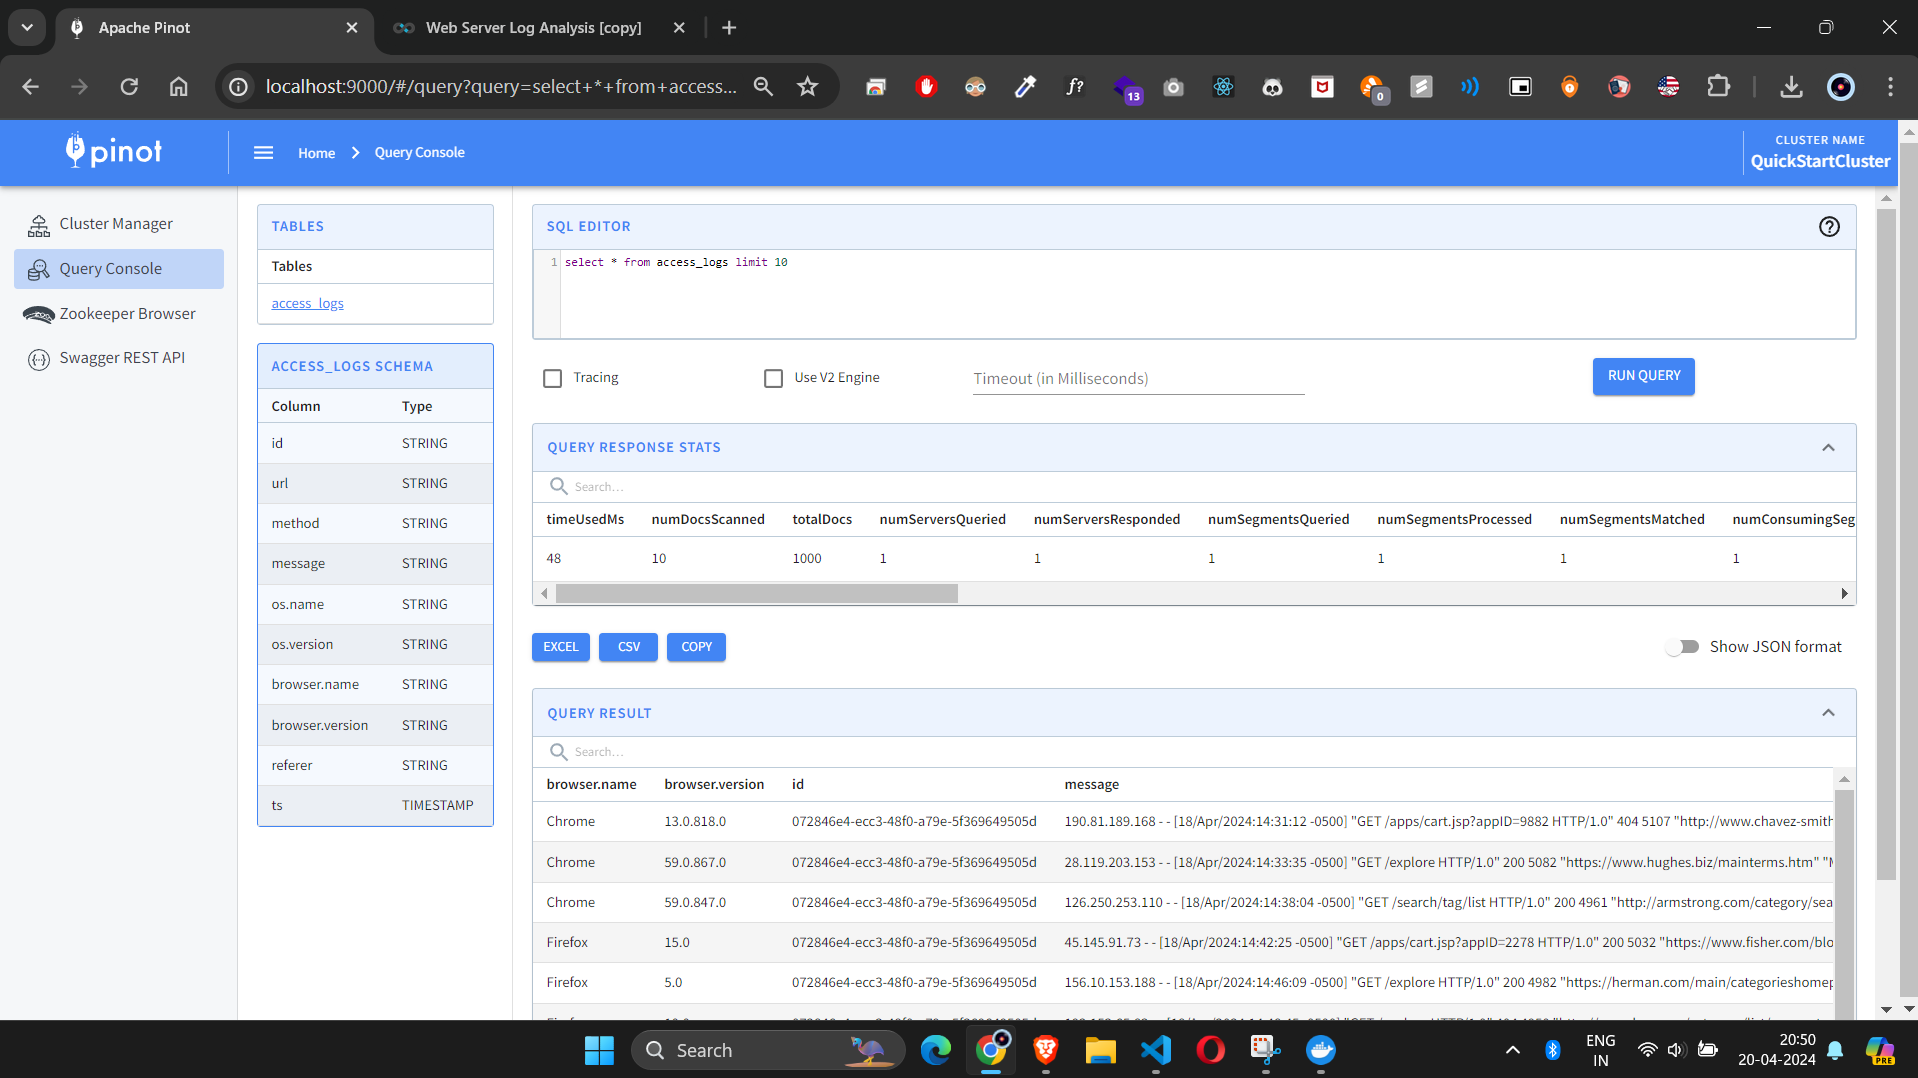 Apache Pinot
Web Server Log Analysis [copy]
localhost:9000/#/query?query=select+*+from+access...
f?
13
0
pinot
Home > Query Console
CLUSTER NAME
QuickStartCluster
Cluster Manager
Query Console
Zookeeper Browser
Swagger REST API
TABLES
Tables
access_logs
ACCESS_LOGS SCHEMA
Column Type
id STRING
url STRING
method STRING
message STRING
os.name STRING
os.version STRING
browser.name STRING
browser.version STRING
referer STRING
ts TIMESTAMP
SQL EDITOR
1 select * from access_logs limit 10
Tracing Use V2 Engine Timeout (in Milliseconds) RUN QUERY
QUERY RESPONSE STATS
Search...
timeUsedMs numDocsScanned totalDocs numServersQueried numServersResponded numSegmentsQueried numSegmentsProcessed numSegmentsMatched numConsumingSeg
48 10 1000 1 1 1 1 1 1
EXCEL CSV COPY Show JSON format
QUERY RESULT
Search...
browser.name browser.version id message
Chrome 13.0.818.0 072846e4-ecc3-48f0-a79e-5f369649505d 190.81.189.168 - - [18/Apr/2024:14:31:12 -0500] "GET /apps/cart.jsp?appID=9882 HTTP/1.0" 404 5107 "http://www.chavez-smith
Chrome 59.0.867.0 072846e4-ecc3-48f0-a79e-5f369649505d 28.119.203.153 - - [18/Apr/2024:14:33:35 -0500] "GET /explore HTTP/1.0" 200 5082 "https://www.hughes.biz/mainterms.htm" "M
Chrome 59.0.847.0 072846e4-ecc3-48f0-a79e-5f369649505d 126.250.253.110 - - [18/Apr/2024:14:38:04 -0500] "GET /search/tag/list HTTP/1.0" 200 4961 "http://armstrong.com/category/sea
Firefox 15.0 072846e4-ecc3-48f0-a79e-5f369649505d 45.145.91.73 - - [18/Apr/2024:14:42:25 -0500] "GET /apps/cart.jsp?appID=2278 HTTP/1.0" 200 5032 "https://www.fisher.com/blo
Firefox 5.0 072846e4-ecc3-48f0-a79e-5f369649505d 156.10.153.188 - - [18/Apr/2024:14:46:09 -0500] "GET /explore HTTP/1.0" 200 4982 "https://herman.com/main/categorieshomep
Search
ENG
IN
20:50
20-04-2024
PRE